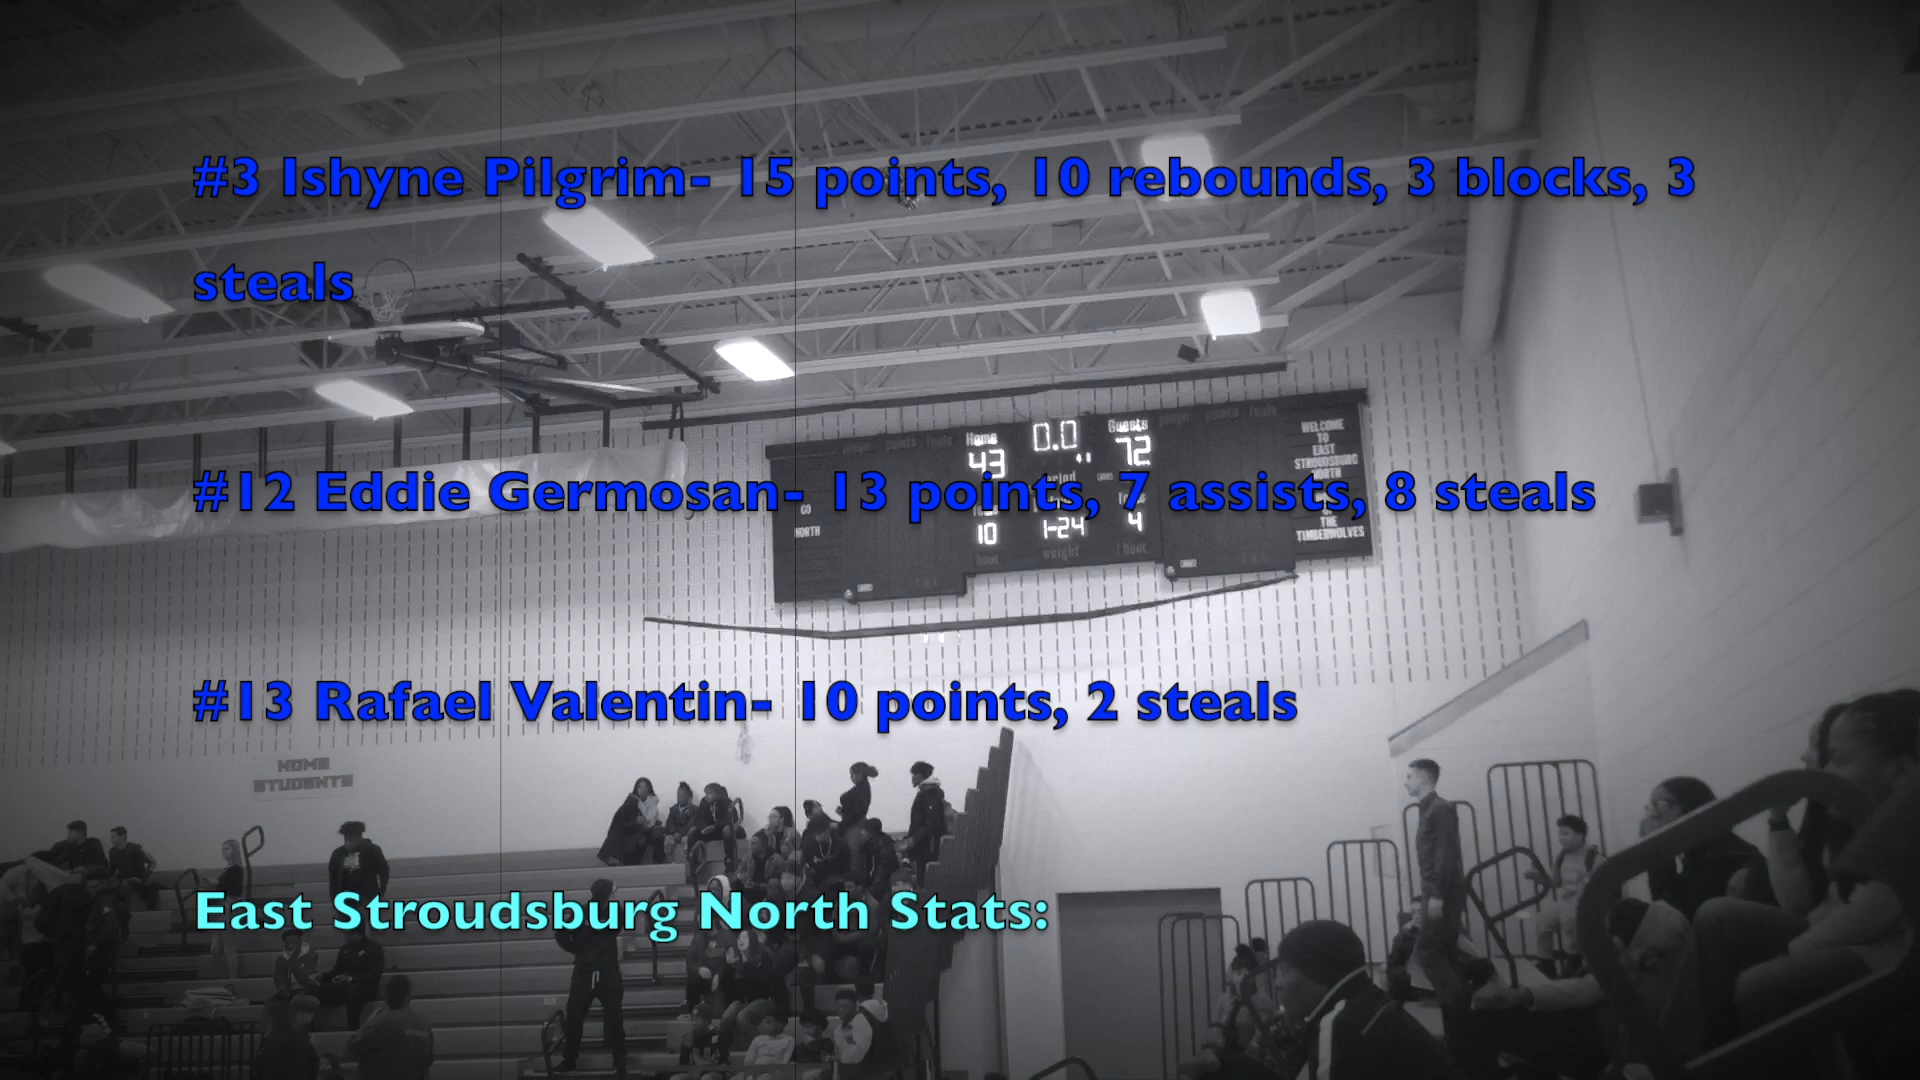 #3 Ishyne Pilgrim- 15 points, 10 rebounds, 3 blocks, 3
steals
Home 0.0 Guests
43 72
#12 Eddie Germosan- 13 points, 7 assists, 8 steals
10 1-24 4
GO
NORTH
WELCOME
TO
EAST
STROUDSBURG
NORTH
THE
TIMBERWOLVES
#13 Rafael Valentin- 10 points, 2 steals
HOME
STUDENTS
East Stroudsburg North Stats: